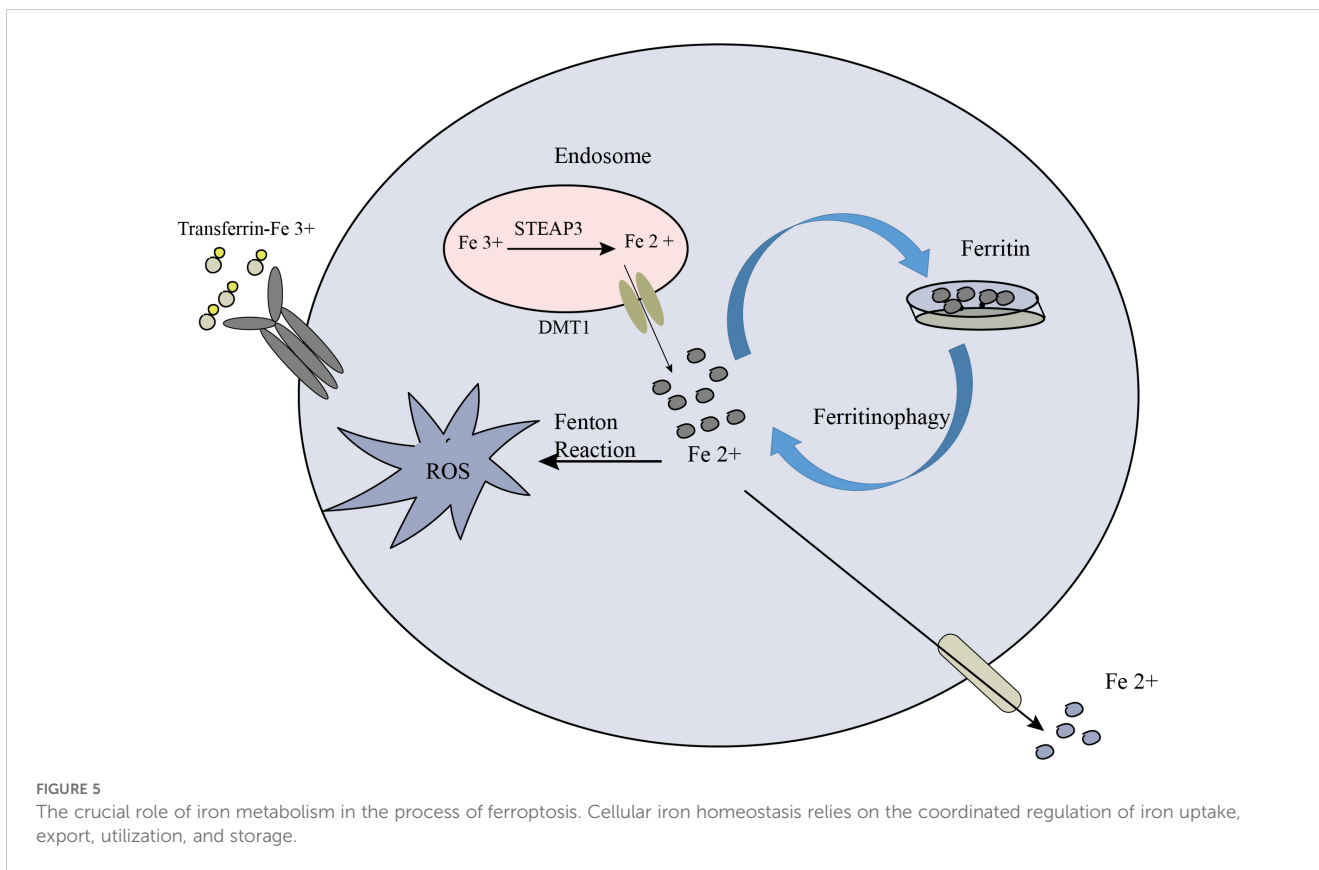 Endosome
Transferrin-Fe 3+
Fe 3+
STEAP3
Fe 2 +
DMT1
Ferritin
Ferritinophagy
Fenton
Reaction
Fe 2+
ROS
Fe 2+
FIGURE 5
The crucial role of iron metabolism in the process of ferroptosis. Cellular iron homeostasis relies on the coordinated regulation of iron uptake,
export, utilization, and storage.